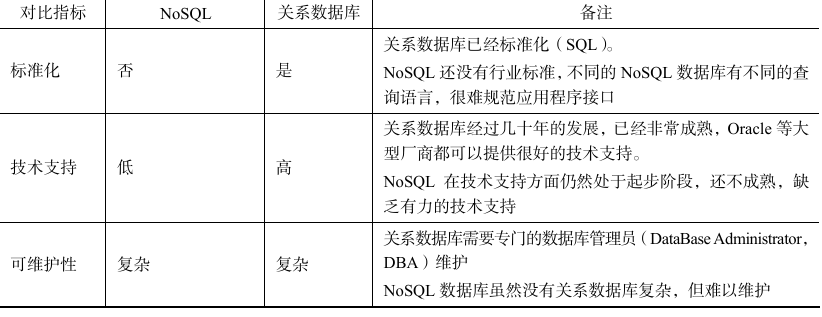 对比指标 NoSQL 关系数据库 备注
标准化 否 是
关系数据库已经标准化（SQL）。
NoSQL 还没有行业标准，不同的 NoSQL 数据库有不同的查
询语言，很难规范应用程序接口
技术支持 低 高
关系数据库经过几十年的发展，已经非常成熟，Oracle 等大
型厂商都可以提供很好的技术支持。
NoSQL 在技术支持方面仍然处于起步阶段，还不成熟，缺
乏有力的技术支持
可维护性 复杂 复杂
关系数据库需要专门的数据库管理员（DataBase Administrator，
DBA）维护
NoSQL 数据库虽然没有关系数据库复杂，但难以维护